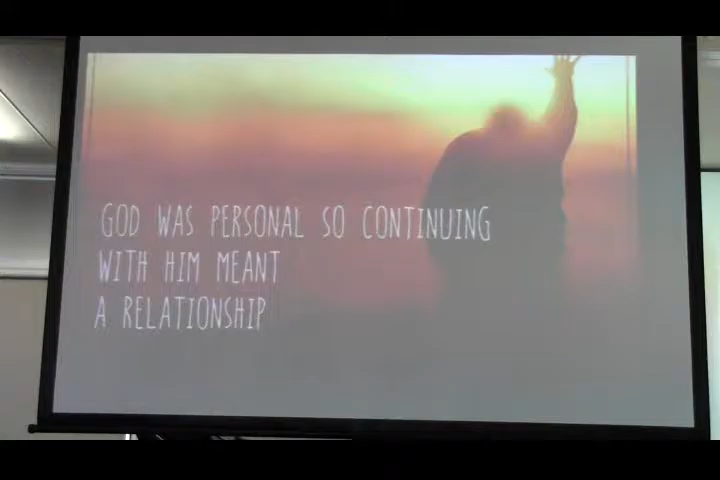 GOD WAS PERSONAL SO CONTINUING
WITH HIM MEANT
A RELATIONSHIP